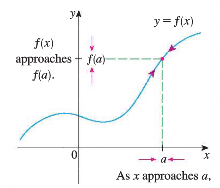 y
y = f(x)
f(x)
approaches f(a)
f(a).
0
a
x
As x approaches a,